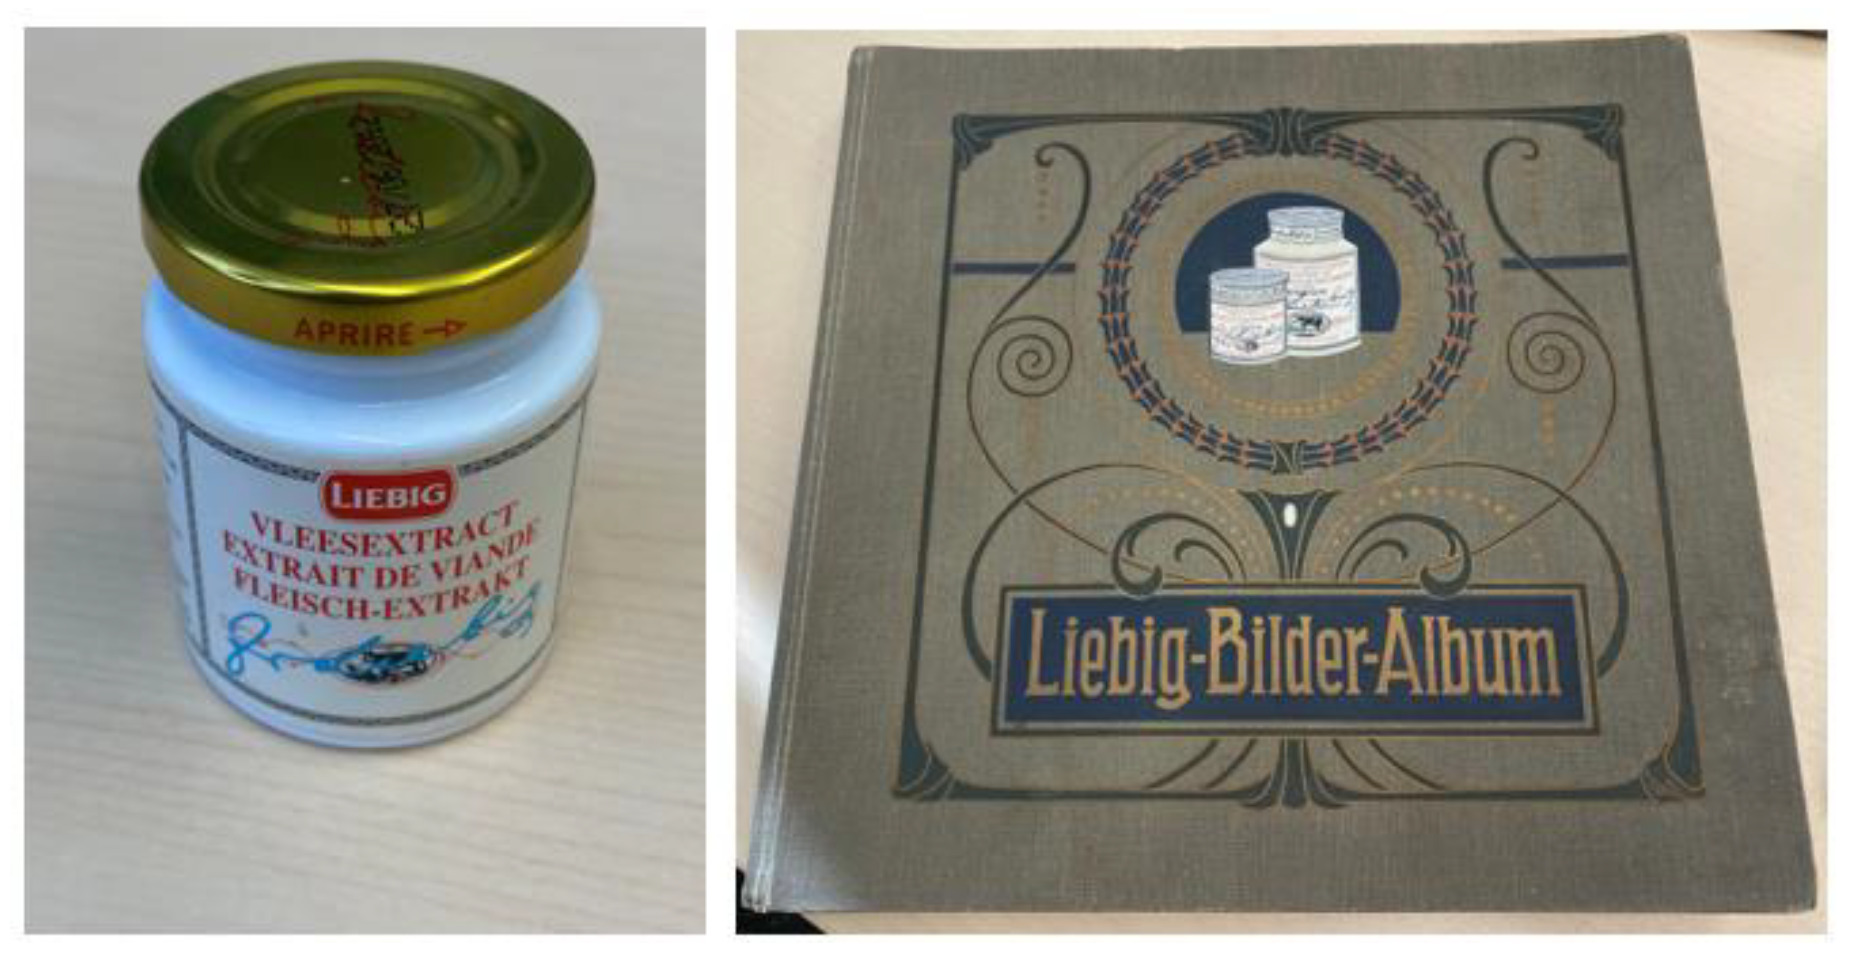 APRIRE →
LIEBIG
VLEESEXTRACT
EXTRAIT DE VIANDE
FLEISCH-EXTRAKT
Liebig-Bilder-Album